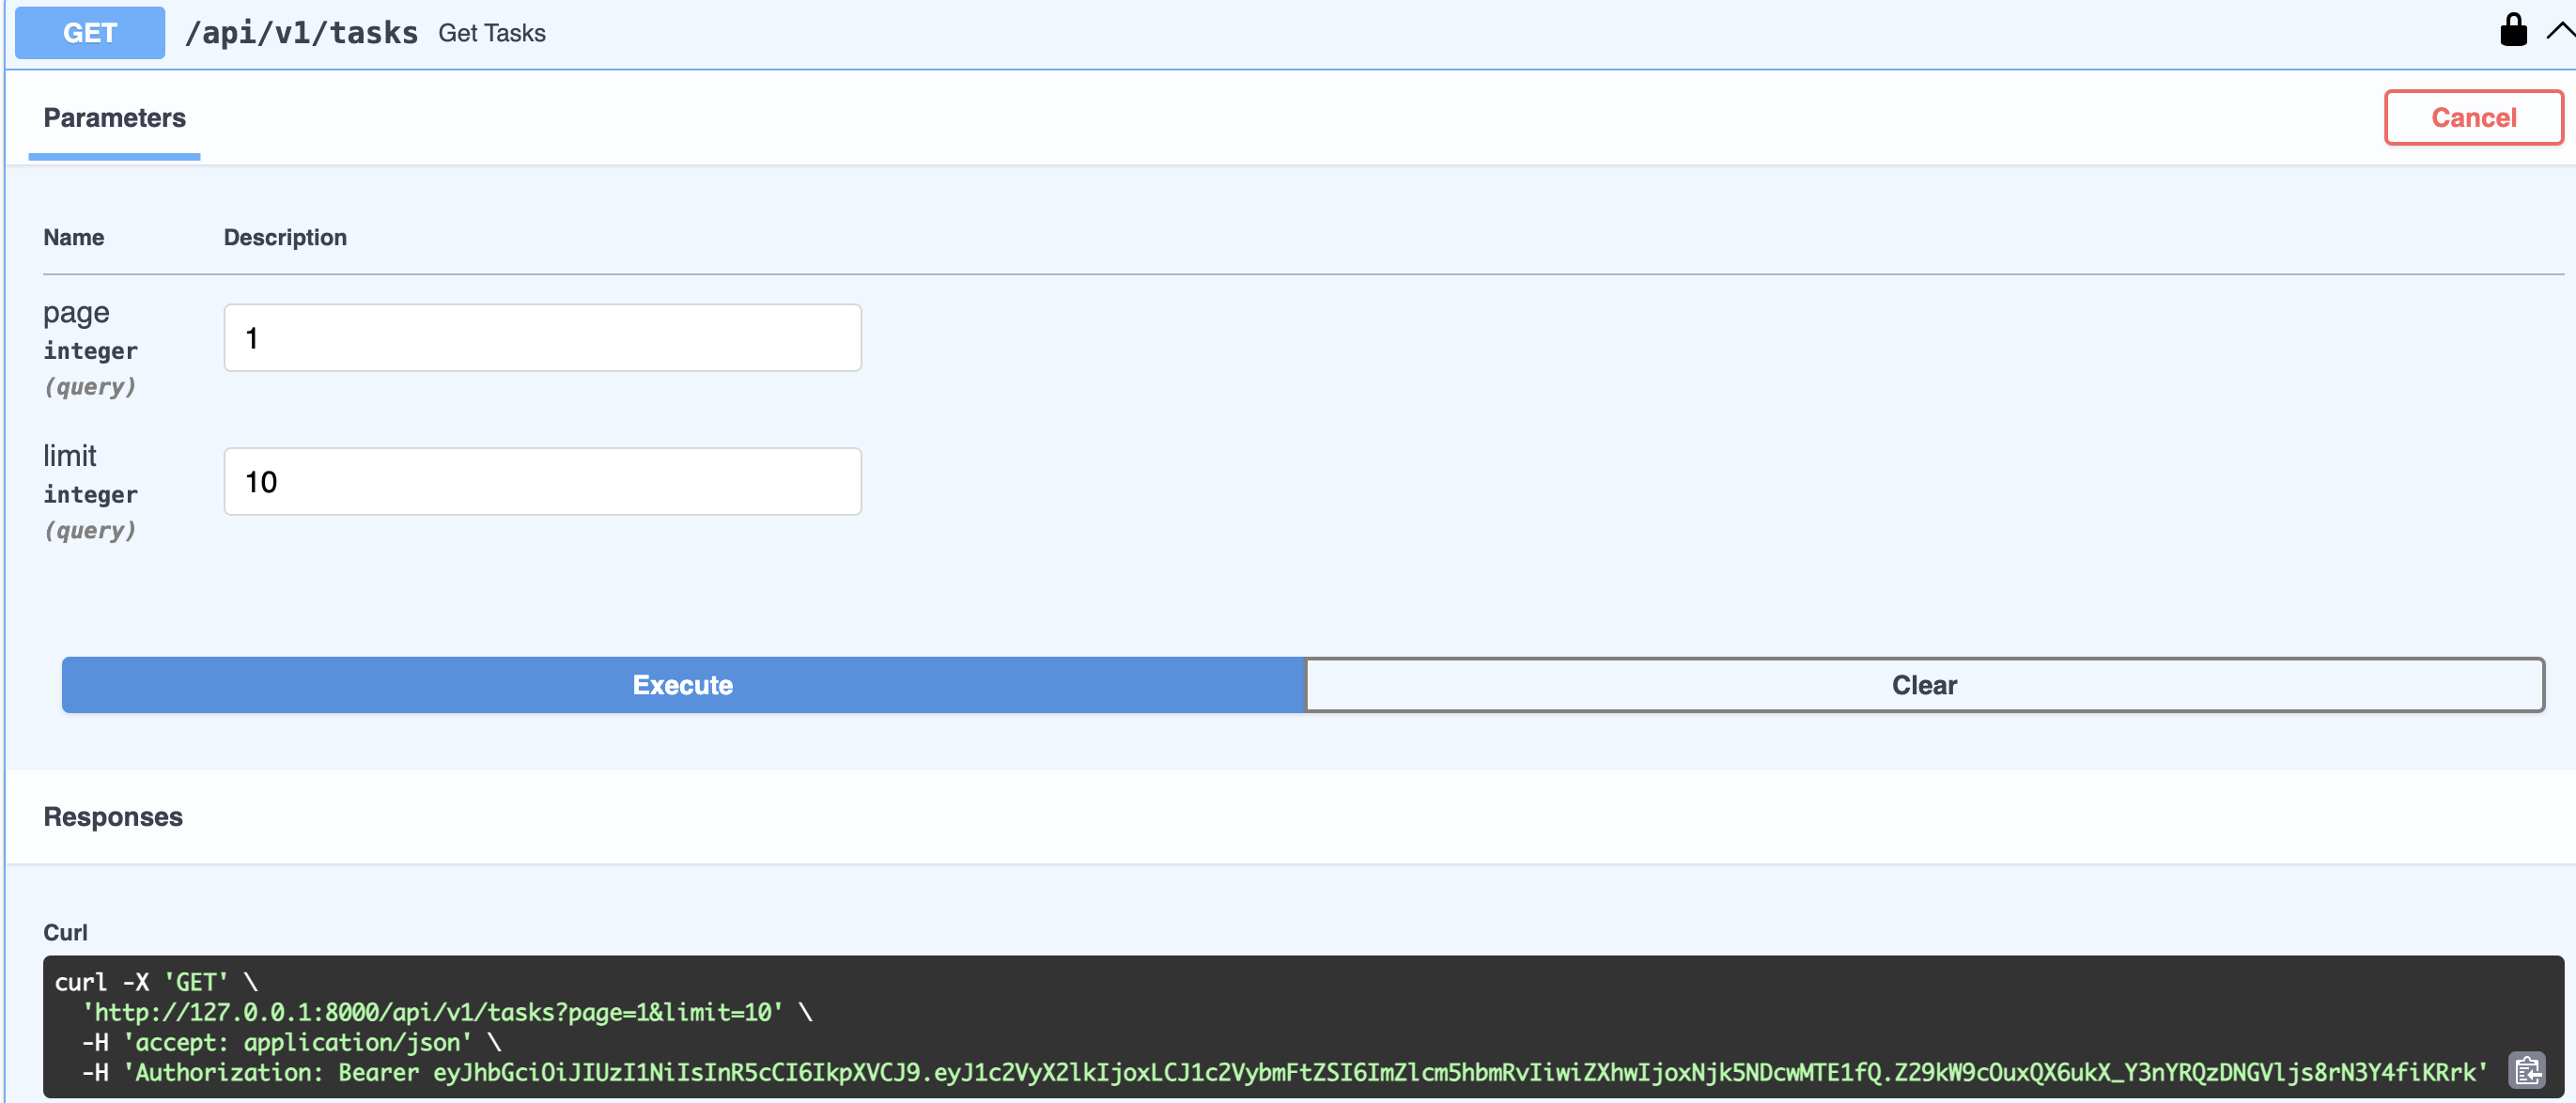 GET /api/v1/tasks Get Tasks
Parameters
Cancel
Name Description
page
integer
(query)
1
limit
integer
(query)
10
Execute
Clear
Responses
Curl
curl -X 'GET' \
'http://127.0.0.1:8000/api/v1/tasks?page=1&limit=10' \
-H 'accept: application/json' \
-H 'Authorization: Bearer eyJhbGciOiJIUzI1NiIsInR5cCI6IkpXVCJ9.eyJ1c2VyX2lkIjoxLCJ1c2VybmFtZSI6ImZlcm5hbmRvIiwiZXhwIjoxNjk5NDcwMTE1fQ.Z29kW9cOuxQX6ukX_Y3nYRQzDNGVljs8rN3Y4fiKRrk'